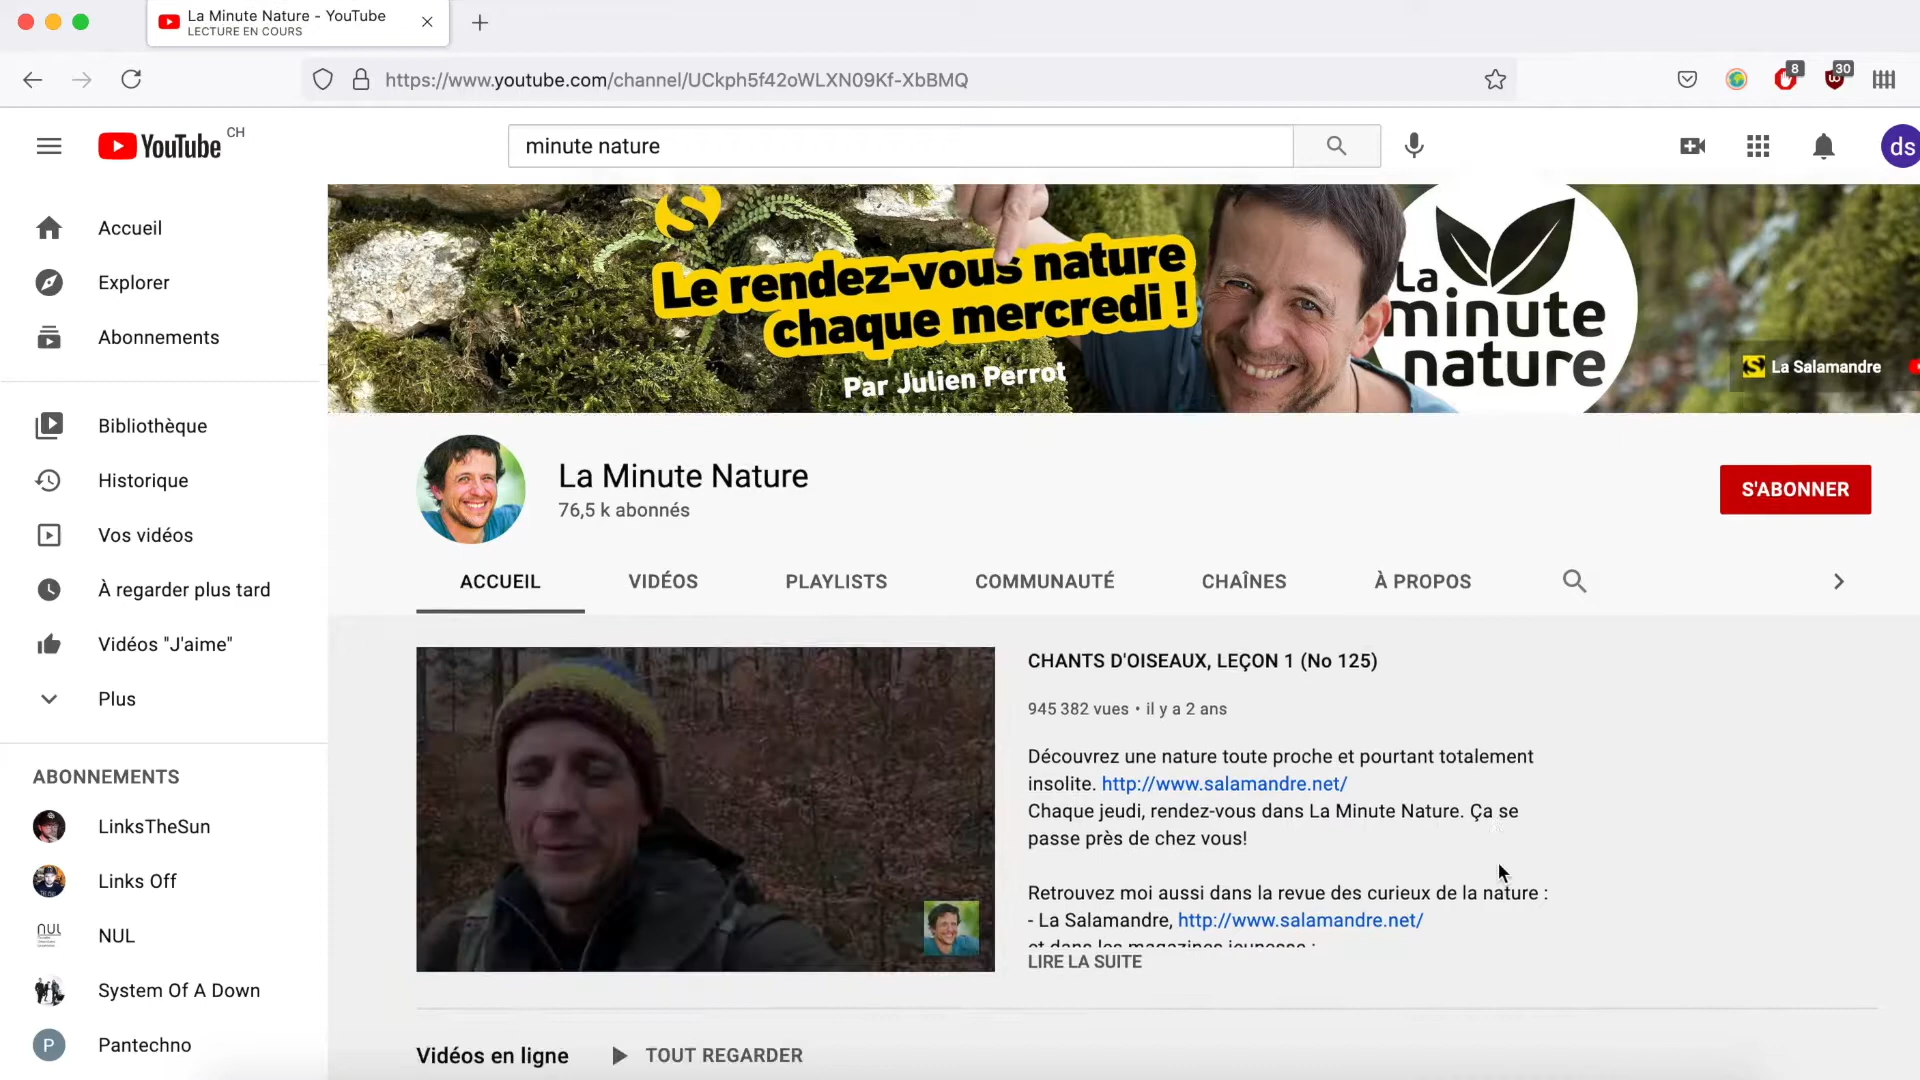 La Minute Nature - YouTube
LECTURE EN COURS
https://www.youtube.com/channel/UCkph5f42oWLXN09Kf-XbBMQ
8
30
YouTube CH
minute nature
ds
Accueil
Explorer
Abonnements
Bibliothèque
Historique
Vos vidéos
À regarder plus tard
Vidéos "J'aime"
Plus
ABONNEMENTS
LinksTheSun
Links Off
NUL
NUL
System Of A Down
P
Pantechno
Le rendez-vous nature
chaque mercredi !
Par Julien Perrot
La
minute
nature
La Salamandre
La Minute Nature
76,5 k abonnés
S'ABONNER
ACCUEIL
VIDÉOS
PLAYLISTS
COMMUNAUTÉ
CHAÎNES
À PROPOS
CHANTS D'OISEAUX, LEÇON 1 (No 125)
945 382 vues • il y a 2 ans
Découvrez une nature toute proche et pourtant totalement
insolite. http://www.salamandre.net/
Chaque jeudi, rendez-vous dans La Minute Nature. Ça se
passe près de chez vous!
Retrouvez moi aussi dans la revue des curieux de la nature :
- La Salamandre, http://www.salamandre.net/
et dans les magazines jeunesse :
LIRE LA SUITE
Vidéos en ligne
TOUT REGARDER